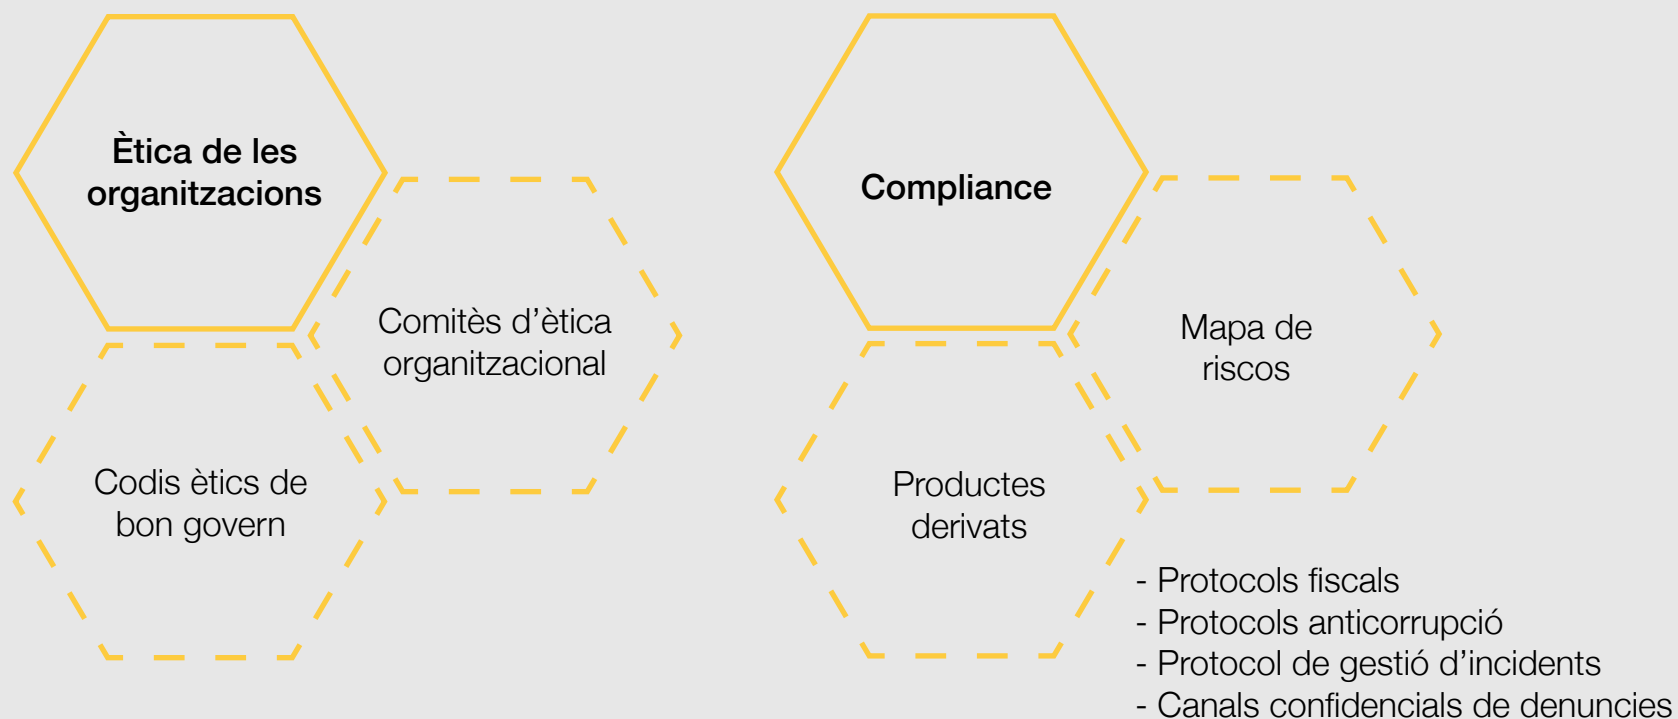 Ètica de les
organitzacions
Comitès d’ètica
organitzacional
Codis ètics de
bon govern
Compliance
Mapa de
riscos
Productes
derivats
- Protocols fiscals
- Protocols anticorrupció
- Protocol de gestió d’incidents
- Canals confidencials de denuncies